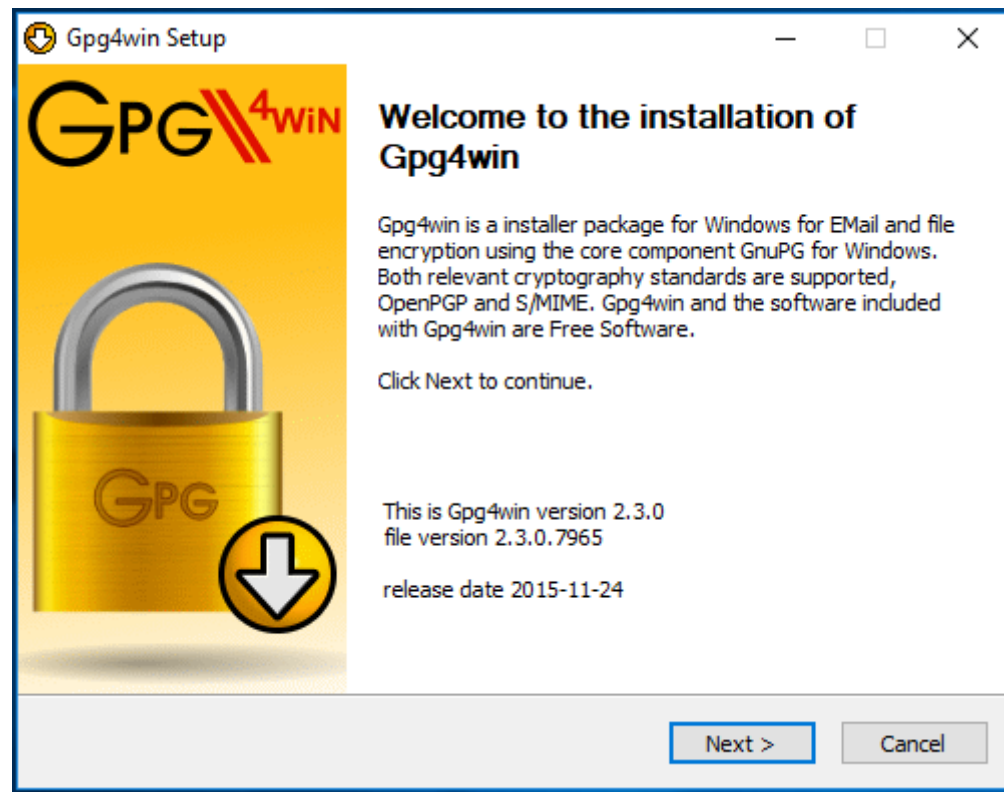 Gpg4win Setup
GPG4WiN
Welcome to the installation of
Gpg4win
Gpg4win is a installer package for Windows for EMail and file
encryption using the core component GnuPG for Windows.
Both relevant cryptography standards are supported,
OpenPGP and S/MIME. Gpg4win and the software included
with Gpg4win are Free Software.
Click Next to continue.
GPG
This is Gpg4win version 2.3.0
file version 2.3.0.7965
release date 2015-11-24
Next >
Cancel